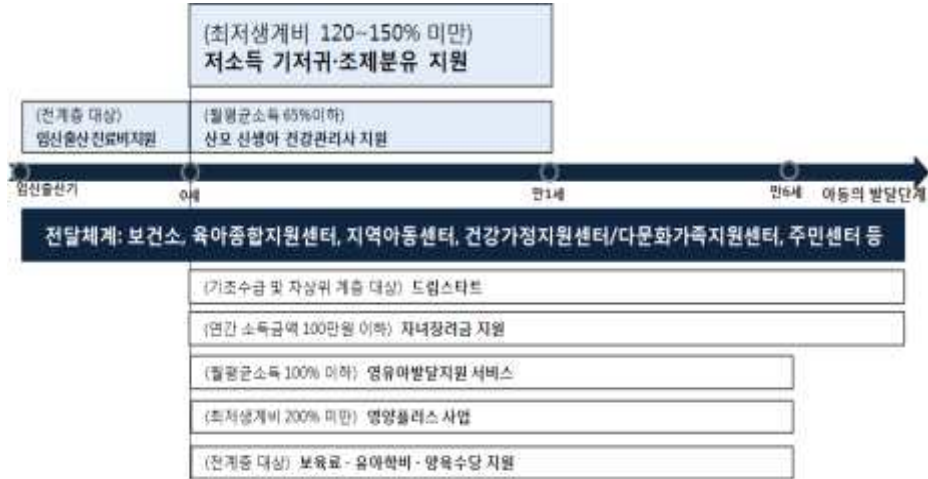 (최저생계비 120~150% 미만)
저소득 기저귀·조제분유 지원
(전계층 대상)
임신출산 진료비지원
(월평균소득 65%이하)
산모 신생아 건강관리사 지원
임신출산기
0세
만1세
만6세
아동의 발달단계
전달체계: 보건소, 육아종합지원센터, 지역아동센터, 건강가정지원센터/다문화가족지원센터, 주민센터 등
(기초수급 및 차상위 계층 대상) 드림스타트
(연간 소득금액 100만원 이하) 자녀장려금 지원
(월평균소득 100% 이하) 영유아발달지원 서비스
(최저생계비 200% 미만) 영양플러스 사업
(전계층 대상) 보육료 - 유아학비 - 양육수당 지원